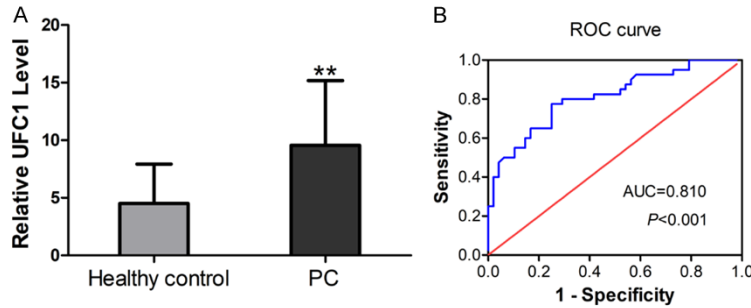 A
Relative UFC1 Level
20
15
10
5
0
**
Healthy control
PC
B
ROC curve
Sensitivity
1.0
0.8
0.6
0.4
0.2
0.0
AUC=0.810
P<0.001
0.0 0.2 0.4 0.6 0.8 1.0
1 - Specificity